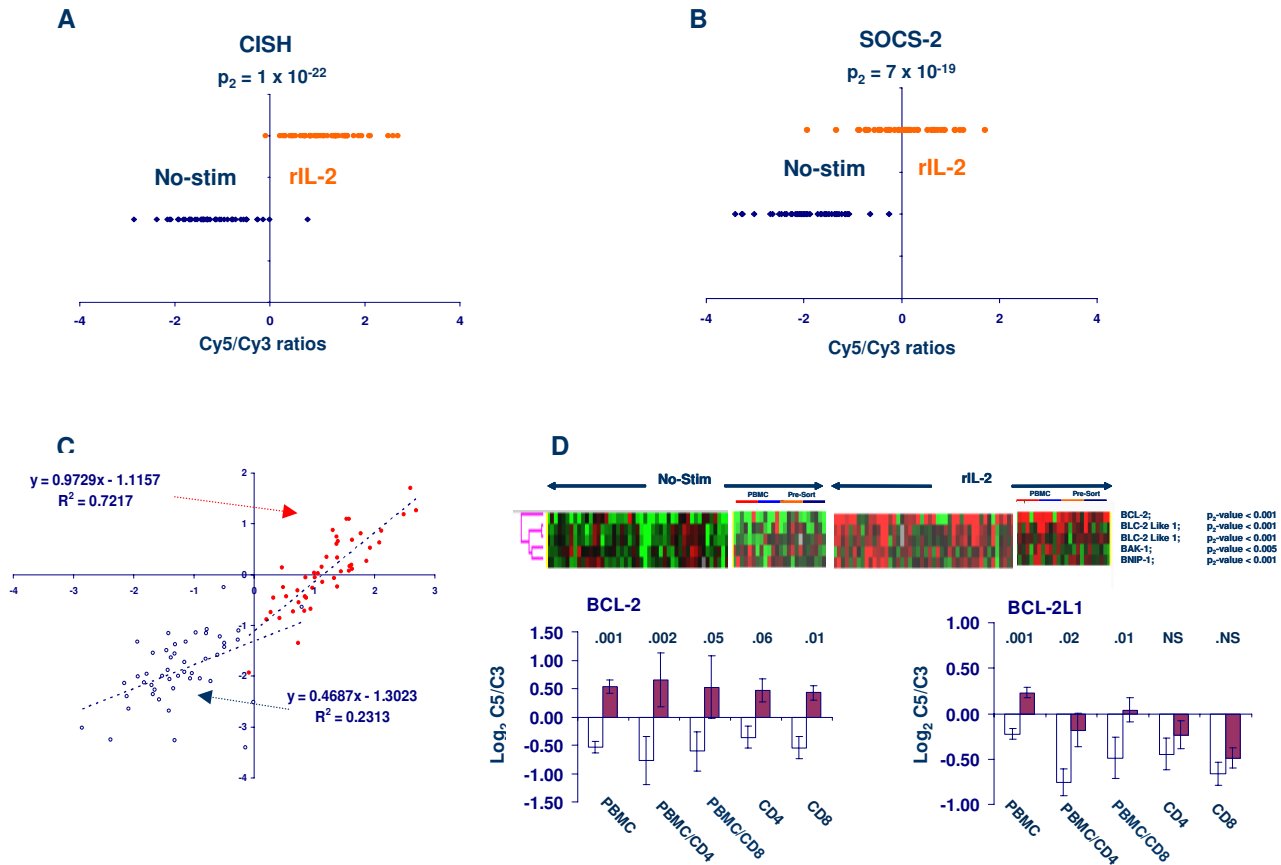 A
CISH
p2 = 1 x 10-22
No-stim
rIL-2
-4 -2 0 2 4
Cy5/Cy3 ratios
B
SOCS-2
p2 = 7 x 10-19
No-stim
rIL-2
-4 -2 0 2 4
Cy5/Cy3 ratios
C
y = 0.9729x - 1.1157
R2 = 0.7217
2
1
0
-1
-2
-3
-4
-4 -3 -2 -1 0 1 2 3
y = 0.4687x - 1.3023
R2 = 0.2313
D
No-Stim
rIL-2
PBMC Pre-Sort
PBMC Pre-Sort
BCL-2; p2-value < 0.001
BLC-2 Like 1; p2-value < 0.001
BLC-2 Like 1; p2-value < 0.001
BAK-1; p2-value < 0.005
BNIP-1; p2-value < 0.001
BCL-2
Log2 C5/C3
1.50
1.00
0.50
0.00
-0.50
-1.00
-1.50
.001 .002 .05 .06 .01
PBMC PBMC/CD4 PBMC/CD8 CD4 CD8
BCL-2L1
Log2 C5/C3
1.00
0.00
-0.50
-1.00
.001 .02 .01 NS .NS
PBMC PBMC/CD4 PBMC/CD8 CD4 CD8